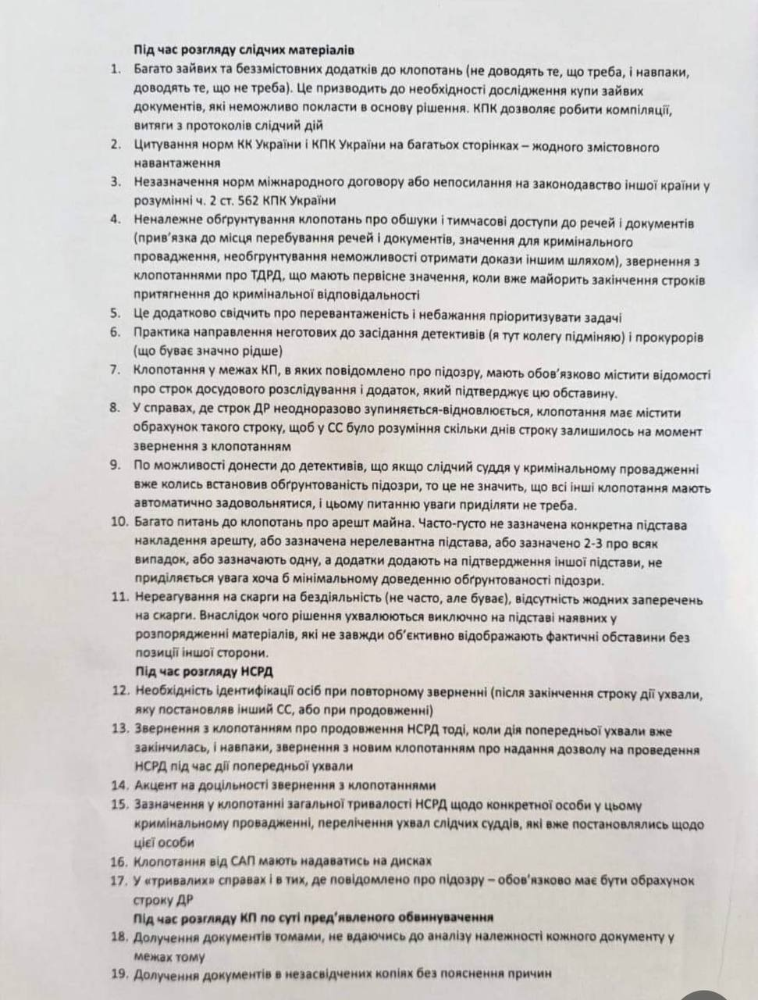 Під час розгляду слідчих матеріалів
1. Багато зайвих та беззмістовних додатків до клопотань (не доводять те, що треба, і навпаки,
доводять те, що не треба). Це призводить до необхідності дослідження купи зайвих
документів, які неможливо покласти в основу рішення. КПК дозволяє робити компіляції,
витяги з протоколів слідчий дій
2. Цитування норм КК України і КПК України на багатьох сторінках – жодного змістовного
навантаження
3. Незазначення норм міжнародного договору або непосилання на законодавство іншої країни у
розумінні ч. 2 ст. 562 КПК України
4. Неналежне обґрунтування клопотань про обшуки і тимчасові доступи до речей і документів
(прив’язка до місця перебування речей і документів, значення для кримінального
провадження, необгрунтування неможливості отримати докази іншим шляхом), звернення з
клопотаннями про ТДРД, що мають первісне значення, коли вже майорить закінчення строків
притягнення до кримінальної відповідальності
5. Це додатково свідчить про перевантаженість і небажання пріоритизувати задачі
6. Практика направлення неготових до засідання детективів (я тут колегу підміняю) і прокурорів
(що буває значно рідше)
7. Клопотання у межах КП, в яких повідомлено про підозру, мають обов’язково містити відомості
про строк досудового розслідування і додаток, який підтверджує цю обставину.
8. У справах, де строк ДР неодноразово зупиняється-відновлюється, клопотання має містити
обрахунок такого строку, щоб у СС було розуміння скільки днів строку залишилось на момент
звернення з клопотанням
9. По можливості донести до детективів, що якщо слідчий суддя у кримінальному провадженні
вже колись встановив обґрунтованість підозри, то це не значить, що всі інші клопотання мають
автоматично задовольнятися, і цьому питанню уваги приділяти не треба.
10. Багато питань до клопотань про арешт майна. Часто-густо не зазначена конкретна підстава
накладення арешту, або зазначена нерелевантна підстава, або зазначено 2-3 про всяк
випадок, або зазначають одну, а додатки додають на підтвердження іншої підстави, не
приділяється увага хоча б мінімальному доведенню обґрунтованості підозри.
11. Нереагування на скарги на бездіяльність (не часто, але буває), відсутність жодних заперечень
на скарги. Внаслідок чого рішення ухвалюються виключно на підставі наявних у
розпорядженні матеріалів, які не завжди об’єктивно відображають фактичні обставини без
позиції іншої сторони.
Під час розгляду НСРД
12. Необхідність ідентифікації осіб при повторному зверненні (після закінчення строку дії ухвали,
яку постановляв інший СС, або при продовженні)
13. Звернення з клопотанням про продовження НСРД тоді, коли дія попередньої ухвали вже
закінчилась, і навпаки, звернення з новим клопотанням про надання дозволу на проведення
НСРД під час дії попередньої ухвали
14. Акцент на доцільності звернення з клопотаннями
15. Зазначення у клопотанні загальної тривалості НСРД щодо конкретної особи у цьому
кримінальному провадженні, перелічення ухвал слідчих суддів, які вже постановлялись щодо
цієї особи
16. Клопотання від САП мають надаватись на дисках
17. У «тривалих» справах і в тих, де повідомлено про підозру – обов’язково має бути обрахунок
строку ДР
Під час розгляду КП по суті пред’явленого обвинувачення
18. Долучення документів томами, не вдаючись до аналізу належності кожного документу у
межах тому
19. Долучення документів в незасвідчених копіях без пояснення причин